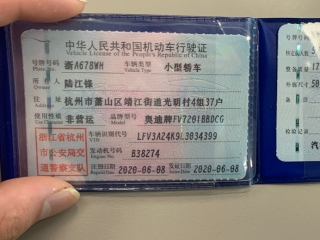 中华人民共和国机动车行驶证
Vehicle License of the People's Republic of China
号牌号码 浙A678WH 车辆类型 小型轿车
Plate No. Vehicle Type
所有人 陆江锋
Owner
住址 杭州市萧山区靖江街道光明村4组37户
Address
使用性质 非营运 品牌型号 奥迪牌FV7201BBDCG
Use Character Model
浙江省杭州 车辆识别代号 LFV3A24K9L3034399
VIN
市公安局交 发动机号码 B38274
Engine No.
通警察支队 注册日期 2020-06-08 发证日期 2020-06-08
Register Date Issue Date